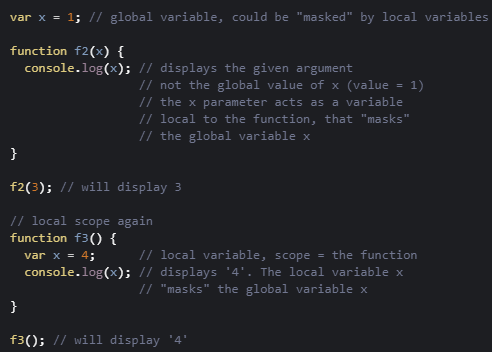 var x = 1; // global variable, could be "masked" by local variables
function f2(x) {
console.log(x); // displays the given argument
// not the global value of x (value = 1)
// the x parameter acts as a variable
// local to the function, that "masks"
// the global variable x
}
f2(3); // will display 3
// local scope again
function f3() {
var x = 4; // local variable, scope = the function
console.log(x); // displays '4'. The local variable x
// "masks" the global variable x
}
f3(); // will display '4'